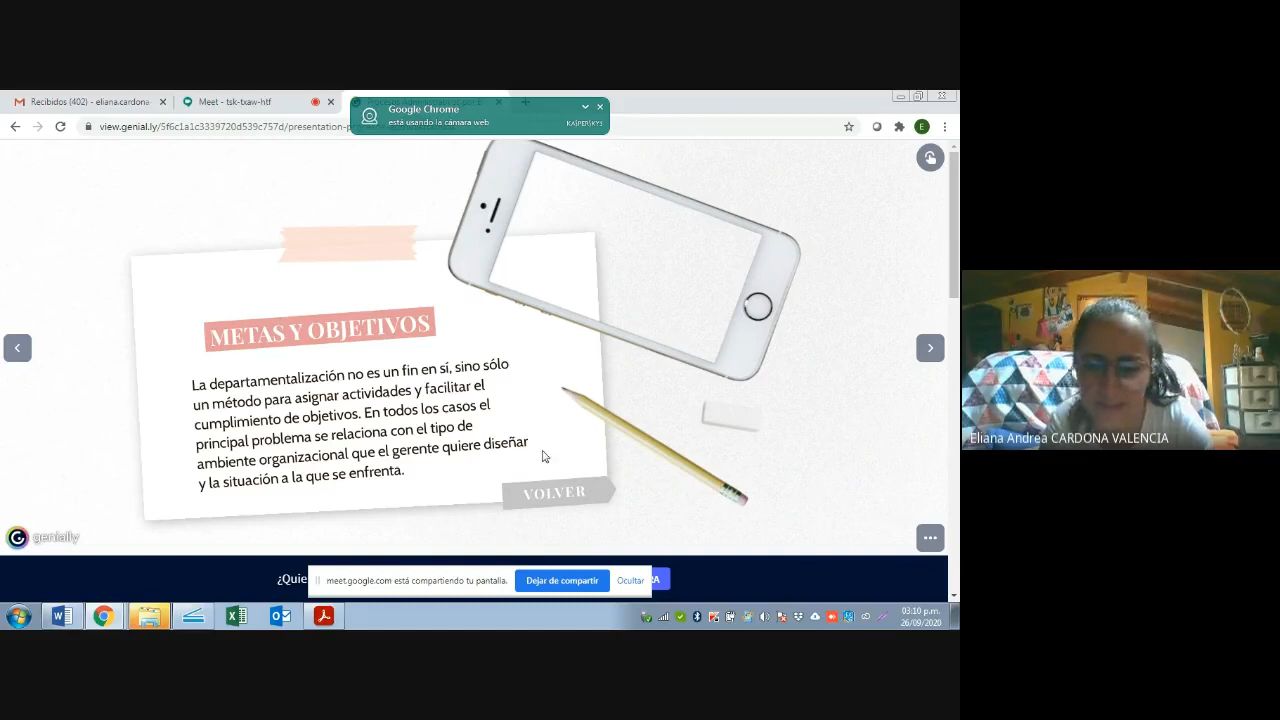 Recibidos (402) - eliana.cardona
Meet - tsk-txaw-htf
Google Chrome
está usando la cámara web
KASPERSKY
view.genial.ly/5f6c1a1c3339720d539c757d/presentation-p
E
METAS Y OBJETIVOS
La departamentalización no es un fin en sí, sino sólo
un método para asignar actividades y facilitar el
cumplimiento de objetivos. En todos los casos el
principal problema se relaciona con el tipo de
ambiente organizacional que el gerente quiere diseñar
y la situación a la que se enfrenta.
VOLVER
genially
Eliana Andrea CARDONA VALENCIA
¿Quie
meet.google.com está compartiendo tu pantalla.
Dejar de compartir
Ocultar
RA
03:10 p.m.
26/09/2020